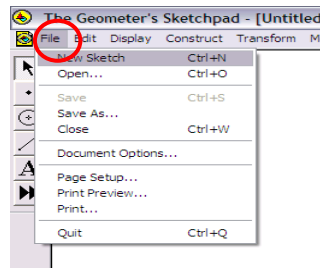 The Geometer's Sketchpad - [Untitled
File Edit Display Construct Transform M
New Sketch Ctrl+N
Open... Ctrl+O
Save Ctrl+S
Save As...
Close Ctrl+W
Document Options...
Page Setup...
Print Preview...
Print...
Quit Ctrl+Q
A